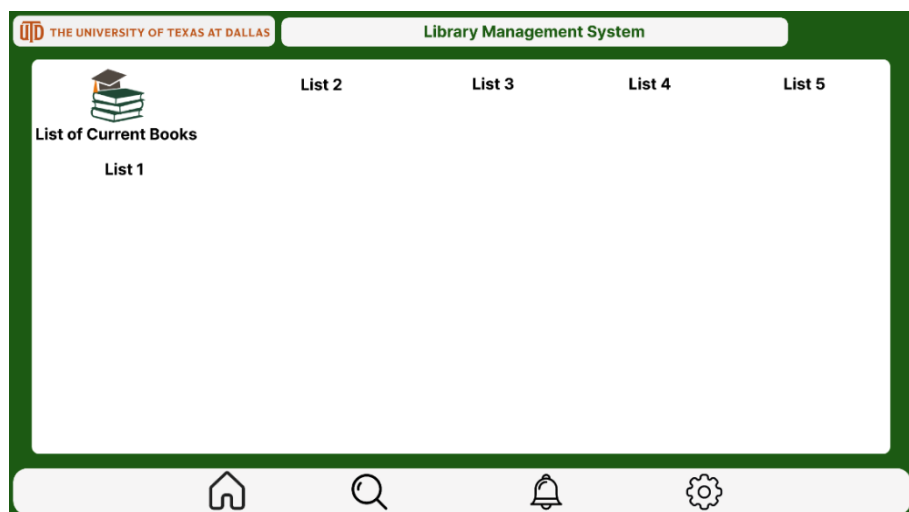 UTD THE UNIVERSITY OF TEXAS AT DALLAS
Library Management System
List 2
List 3
List 4
List 5
List of Current Books
List 1